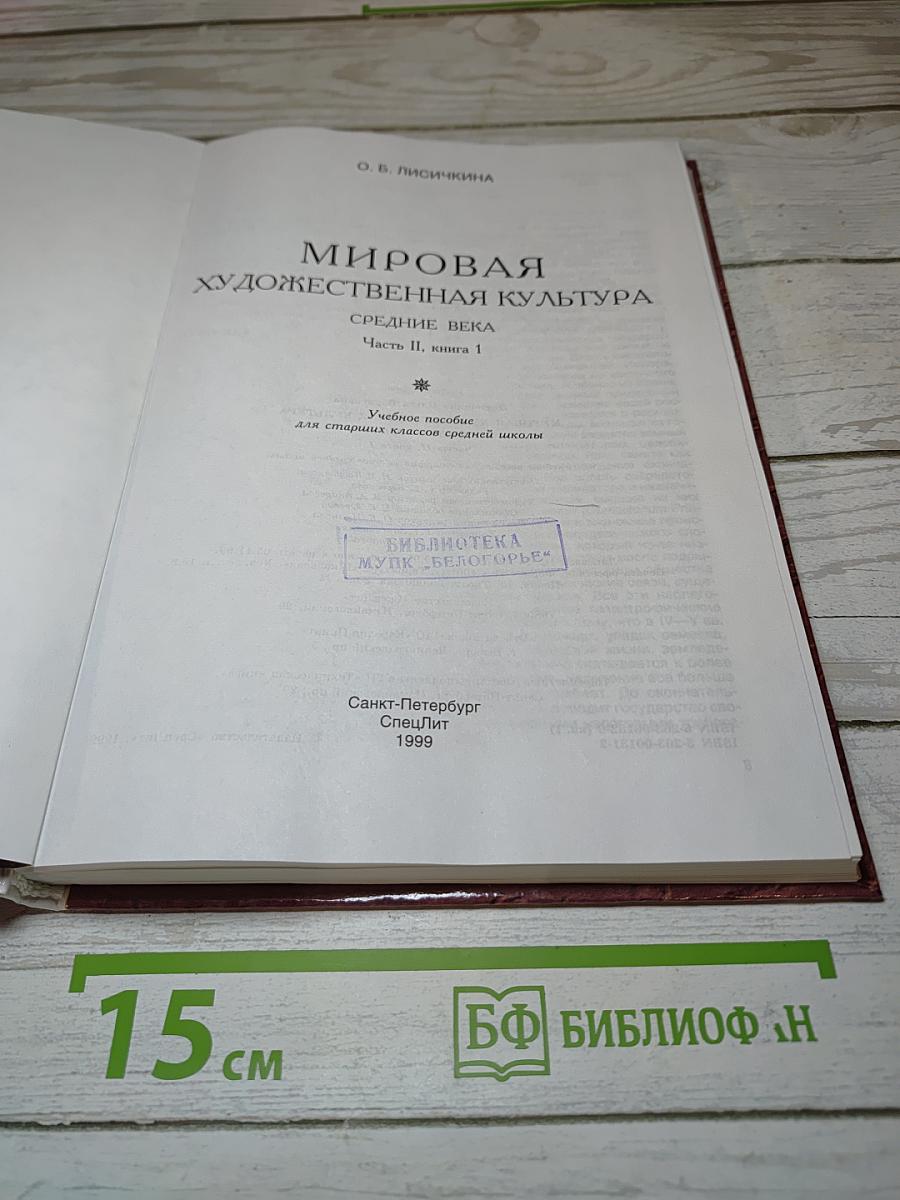 О. Б. ЛИСИЧКИНА
МИРОВАЯ
ХУДОЖЕСТВЕННАЯ КУЛЬТУРА
СРЕДНИЕ ВЕКА
Часть II, книга 1
Учебное пособие
для старших классов средней школы
БИБЛИОТЕКА
МУПК „БЕЛОГОРЬЕ“
Санкт-Петербург
СпецЛит
1999
15 см
БФ БИБЛИОФАН